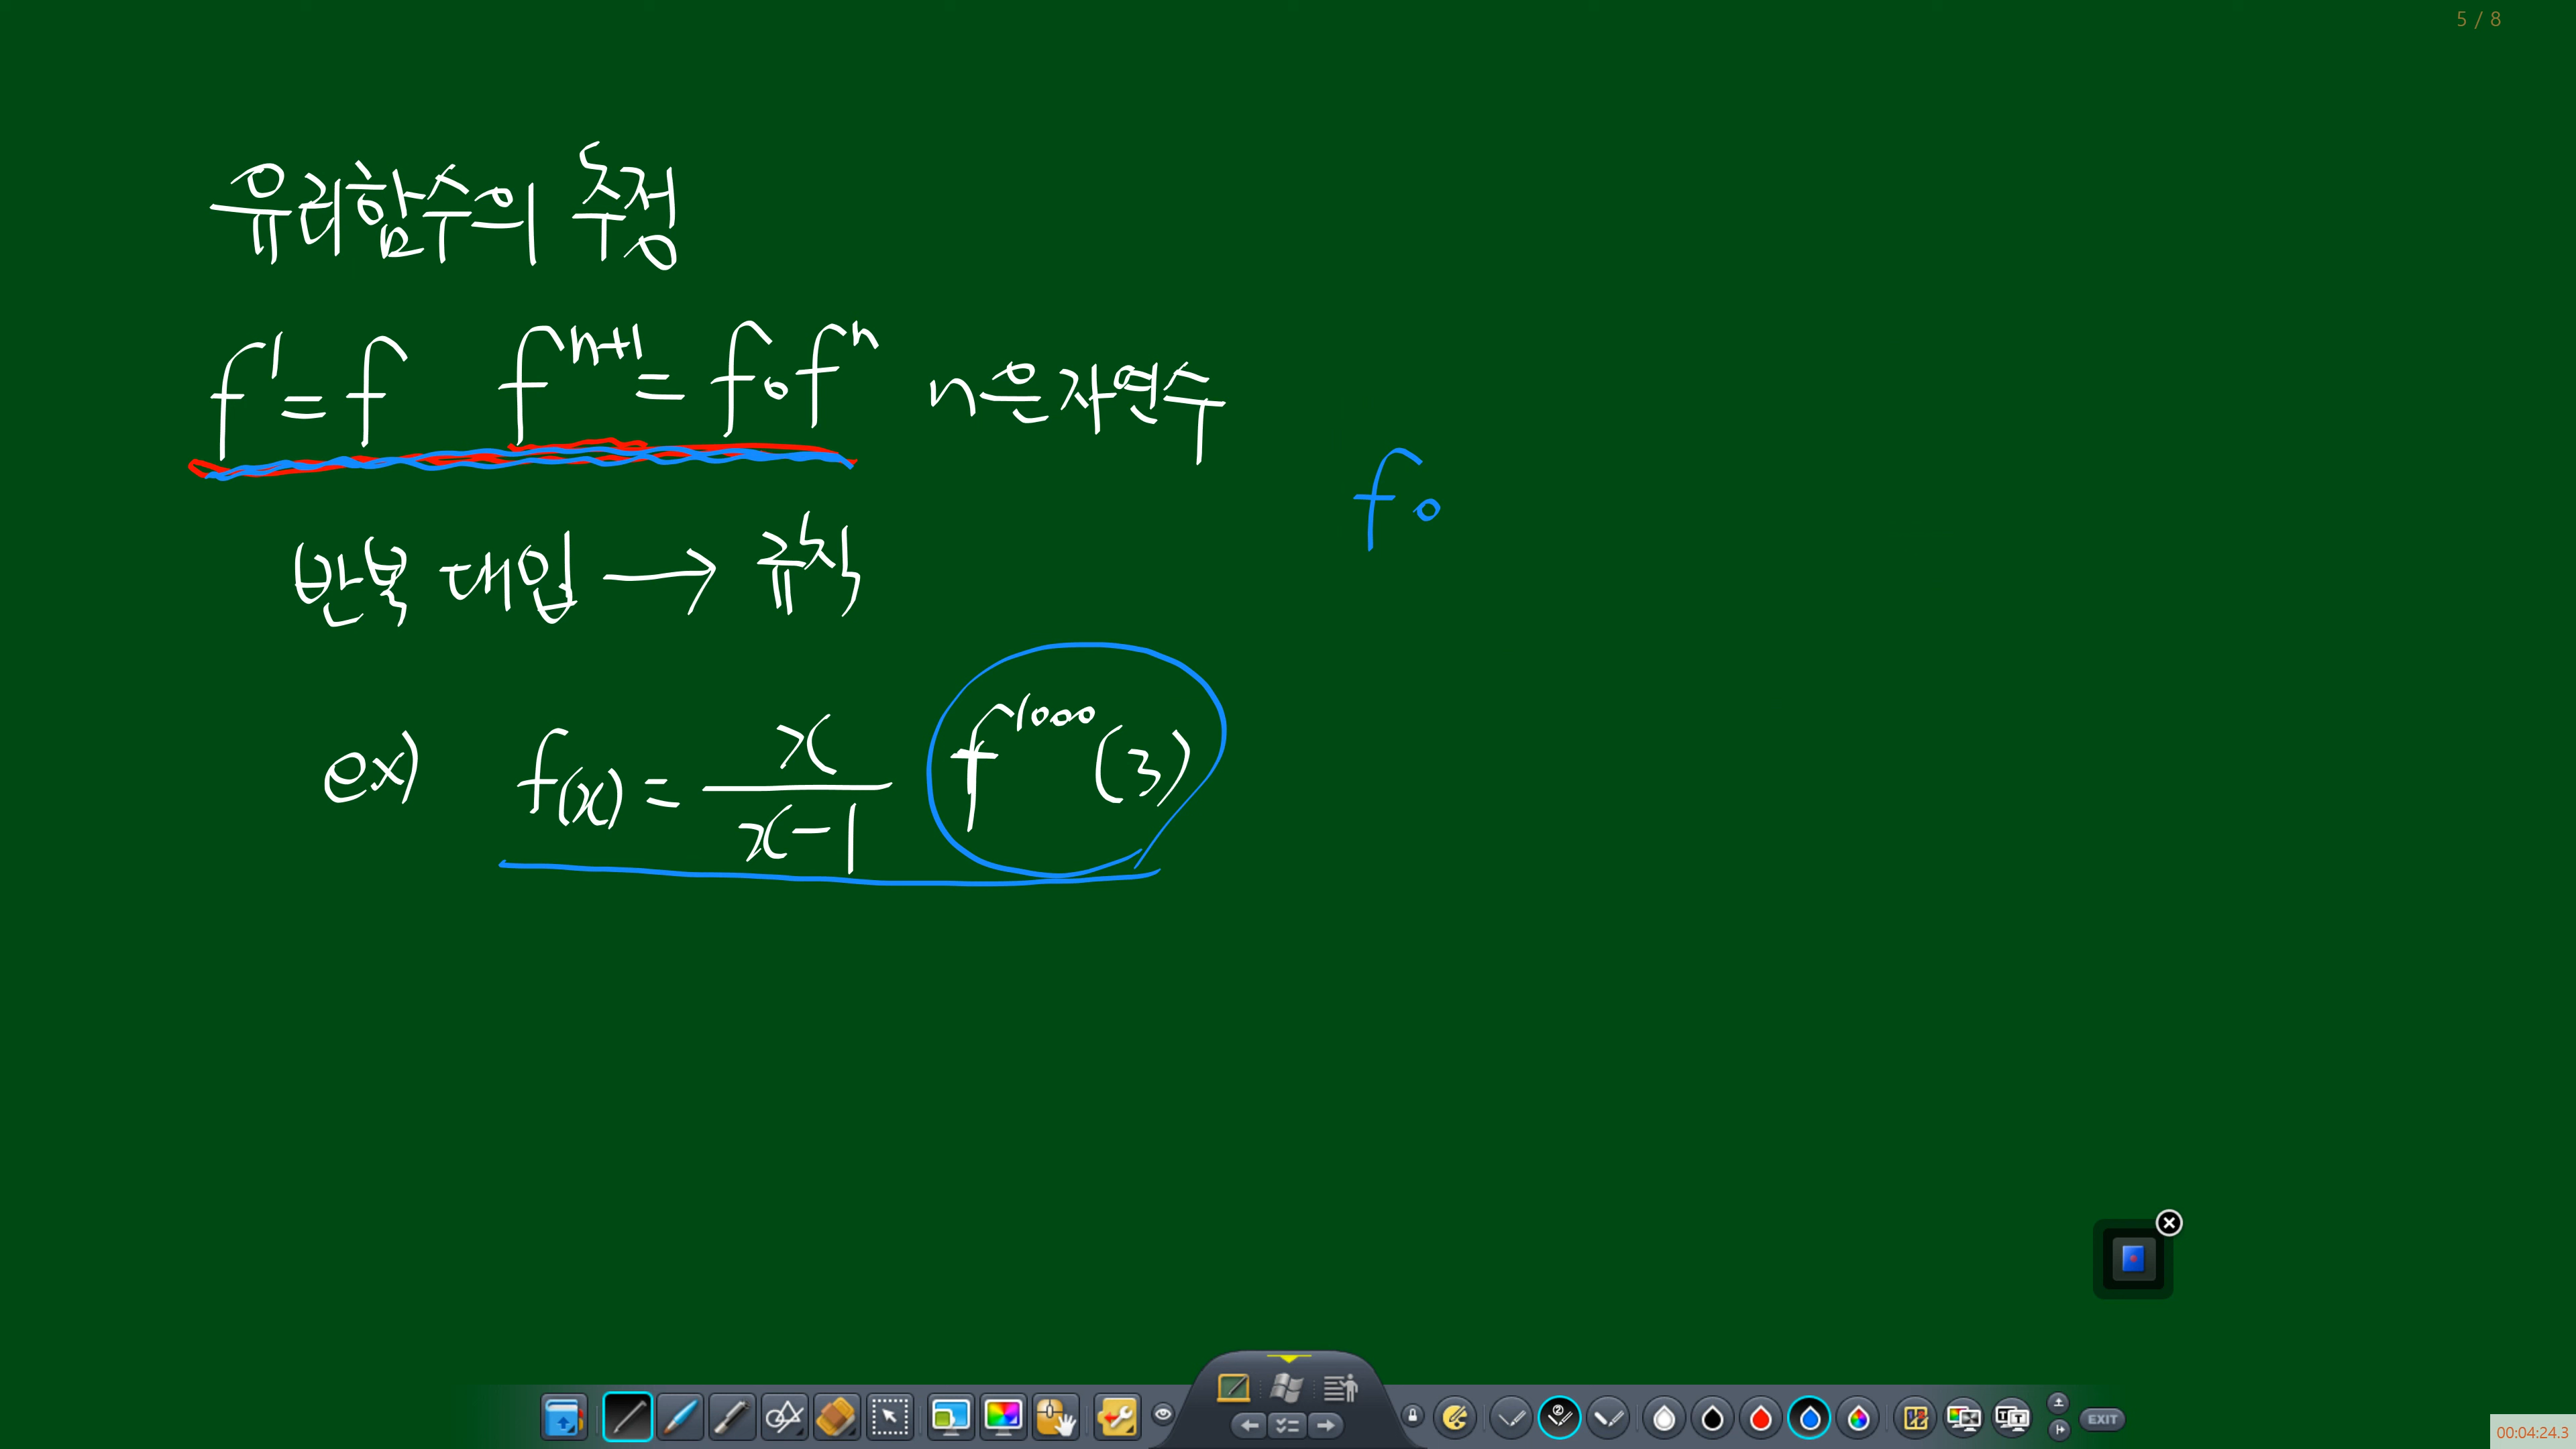 5 / 8
유리함수의 추정
f¹ = f   fⁿ⁺¹ = f∘fⁿ   n은 자연수
f∘
반복 대입 → 규칙
ex) f(x) = x/(x-1)   f¹⁰⁰⁰(3)
EXIT
00:04:24.3